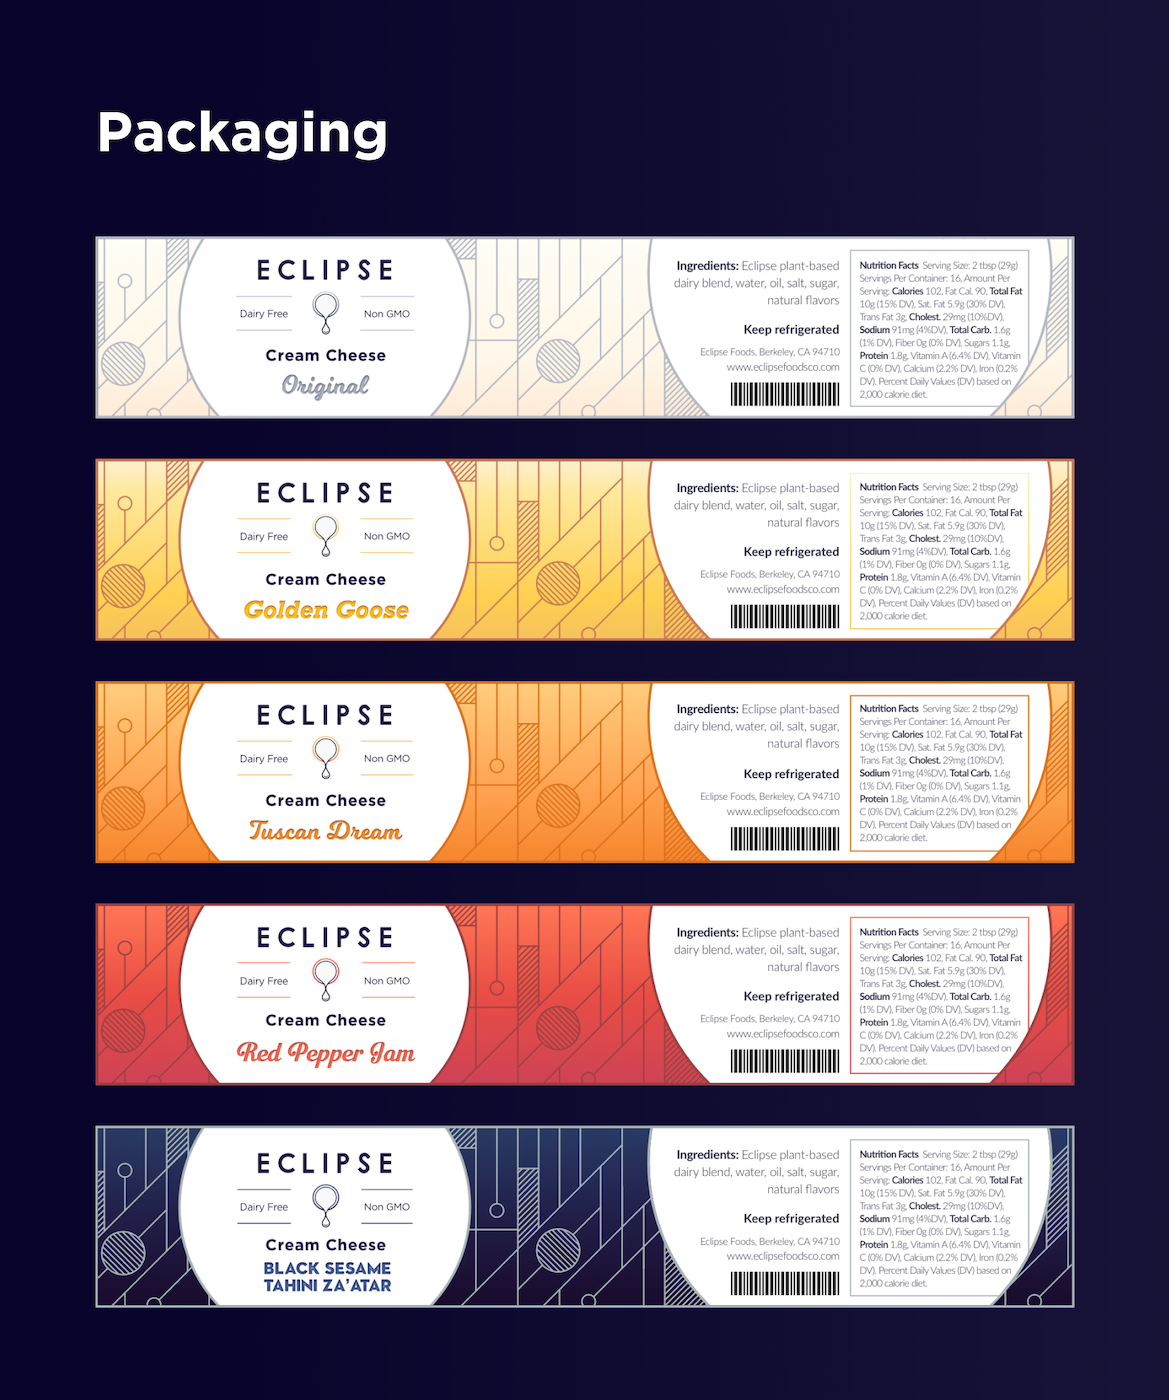 Packaging
ECLIPSE
Dairy Free
Non GMO
Cream Cheese
Original
Ingredients: Eclipse plant-based
dairy blend, water, oil, salt, sugar,
natural flavors
Keep refrigerated
Eclipse Foods, Berkeley, CA 94710
www.eclipsefoodsco.com
Nutrition Facts Serving Size: 2 tbsp (29g)
Servings Per Container: 16, Amount Per
Serving: Calories 102, Fat Cal. 90, Total Fat
10g (15% DV), Sat. Fat 5.9g (30% DV),
Trans Fat 3g, Cholest. 29mg (10%DV),
Sodium 91mg (4%DV), Total Carb. 1.6g
(1% DV), Fiber 0g (0% DV), Sugars 1.1g,
Protein 1.8g, Vitamin A (6.4% DV), Vitamin
C (0% DV), Calcium (2.2% DV), Iron (0.2%
DV). Percent Daily Values (DV) based on
2,000 calorie diet.
ECLIPSE
Dairy Free
Non GMO
Cream Cheese
Golden Goose
Ingredients: Eclipse plant-based
dairy blend, water, oil, salt, sugar,
natural flavors
Keep refrigerated
Eclipse Foods, Berkeley, CA 94710
www.eclipsefoodsco.com
Nutrition Facts Serving Size: 2 tbsp (29g)
Servings Per Container: 16, Amount Per
Serving: Calories 102, Fat Cal. 90, Total Fat
10g (15% DV), Sat. Fat 5.9g (30% DV),
Trans Fat 3g, Cholest. 29mg (10%DV),
Sodium 91mg (4%DV), Total Carb. 1.6g
(1% DV), Fiber 0g (0% DV), Sugars 1.1g,
Protein 1.8g, Vitamin A (6.4% DV), Vitamin
C (0% DV), Calcium (2.2% DV), Iron (0.2%
DV). Percent Daily Values (DV) based on
2,000 calorie diet.
ECLIPSE
Dairy Free
Non GMO
Cream Cheese
Tuscan Dream
Ingredients: Eclipse plant-based
dairy blend, water, oil, salt, sugar,
natural flavors
Keep refrigerated
Eclipse Foods, Berkeley, CA 94710
www.eclipsefoodsco.com
Nutrition Facts Serving Size: 2 tbsp (29g)
Servings Per Container: 16, Amount Per
Serving: Calories 102, Fat Cal. 90, Total Fat
10g (15% DV), Sat. Fat 5.9g (30% DV),
Trans Fat 3g, Cholest. 29mg (10%DV),
Sodium 91mg (4%DV), Total Carb. 1.6g
(1% DV), Fiber 0g (0% DV), Sugars 1.1g,
Protein 1.8g, Vitamin A (6.4% DV), Vitamin
C (0% DV), Calcium (2.2% DV), Iron (0.2%
DV). Percent Daily Values (DV) based on
2,000 calorie diet.
ECLIPSE
Dairy Free
Non GMO
Cream Cheese
Red Pepper Jam
Ingredients: Eclipse plant-based
dairy blend, water, oil, salt, sugar,
natural flavors
Keep refrigerated
Eclipse Foods, Berkeley, CA 94710
www.eclipsefoodsco.com
Nutrition Facts Serving Size: 2 tbsp (29g)
Servings Per Container: 16, Amount Per
Serving: Calories 102, Fat Cal. 90, Total Fat
10g (15% DV), Sat. Fat 5.9g (30% DV),
Trans Fat 3g, Cholest. 29mg (10%DV),
Sodium 91mg (4%DV), Total Carb. 1.6g
(1% DV), Fiber 0g (0% DV), Sugars 1.1g,
Protein 1.8g, Vitamin A (6.4% DV), Vitamin
C (0% DV), Calcium (2.2% DV), Iron (0.2%
DV). Percent Daily Values (DV) based on
2,000 calorie diet.
ECLIPSE
Dairy Free
Non GMO
Cream Cheese
BLACK SESAME
TAHINI ZA'ATAR
Ingredients: Eclipse plant-based
dairy blend, water, oil, salt, sugar,
natural flavors
Keep refrigerated
Eclipse Foods, Berkeley, CA 94710
www.eclipsefoodsco.com
Nutrition Facts Serving Size: 2 tbsp (29g)
Servings Per Container: 16, Amount Per
Serving: Calories 102, Fat Cal. 90, Total Fat
10g (15% DV), Sat. Fat 5.9g (30% DV),
Trans Fat 3g, Cholest. 29mg (10%DV),
Sodium 91mg (4%DV), Total Carb. 1.6g
(1% DV), Fiber 0g (0% DV), Sugars 1.1g,
Protein 1.8g, Vitamin A (6.4% DV), Vitamin
C (0% DV), Calcium (2.2% DV), Iron (0.2%
DV). Percent Daily Values (DV) based on
2,000 calorie diet.